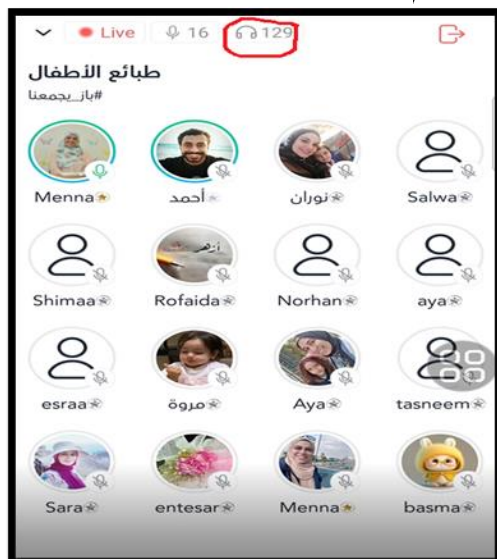 Live 16 129
طبائع الأطفال
#باز_يجمعنا
Menna أحمد نوران Salwa
Shimaa Rofaida Norhan aya
esraa مروة Aya tasneem
Sara entesar Menna basma